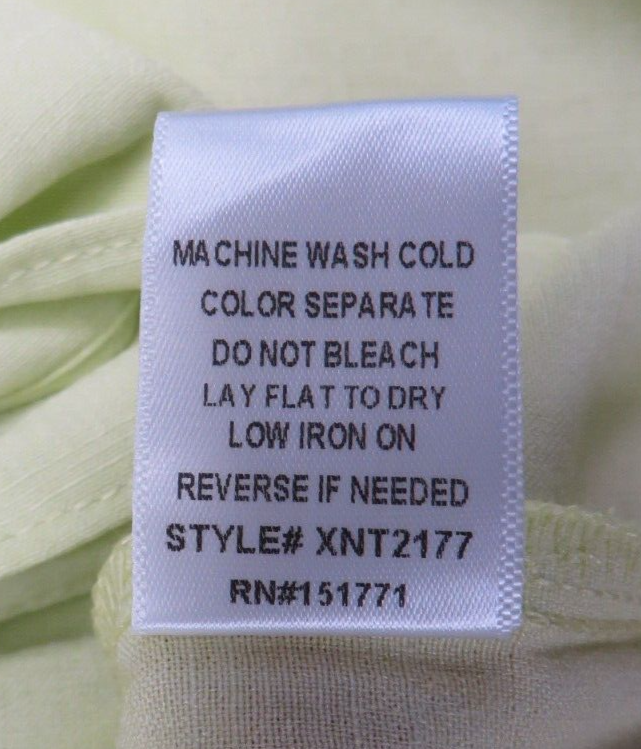 MACHINE WASH COLD
COLOR SEPARATE
DO NOT BLEACH
LAY FLAT TO DRY
LOW IRON ON
REVERSE IF NEEDED
STYLE# XNT2177
RN#151771